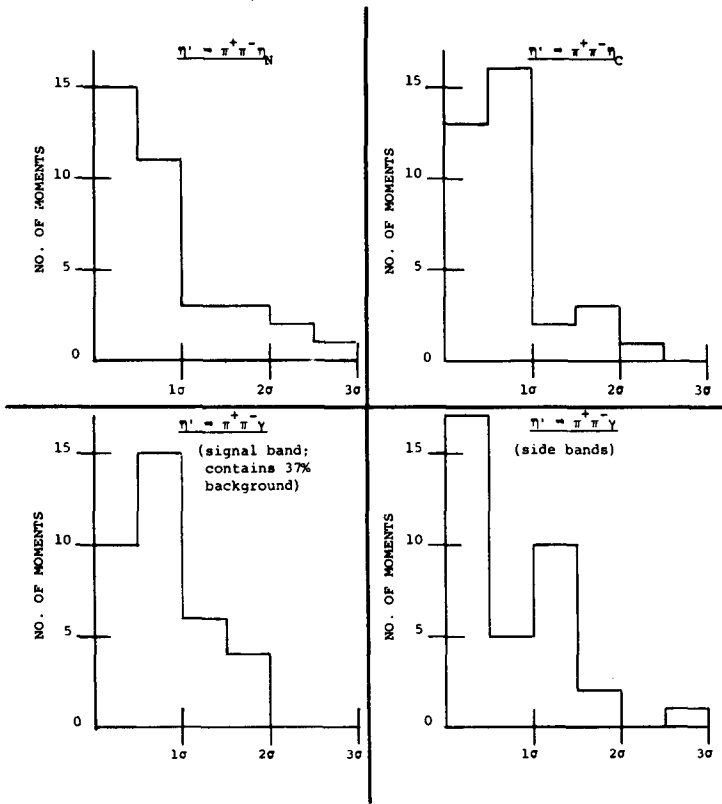 η' → π⁺π⁻η_N
NO. OF MOMENTS
15
10
5
0
1σ 2σ 3σ
η' → π⁺π⁻η_C
NO. OF MOMENTS
15
10
5
0
1σ 2σ 3σ
η' → π⁺π⁻γ
(signal band;
contains 37%
background)
NO. OF MOMENTS
15
10
5
0
1σ 2σ 3σ
η' → π⁺π⁻γ
(side bands)
NO. OF MOMENTS
15
10
5
0
1σ 2σ 3σ